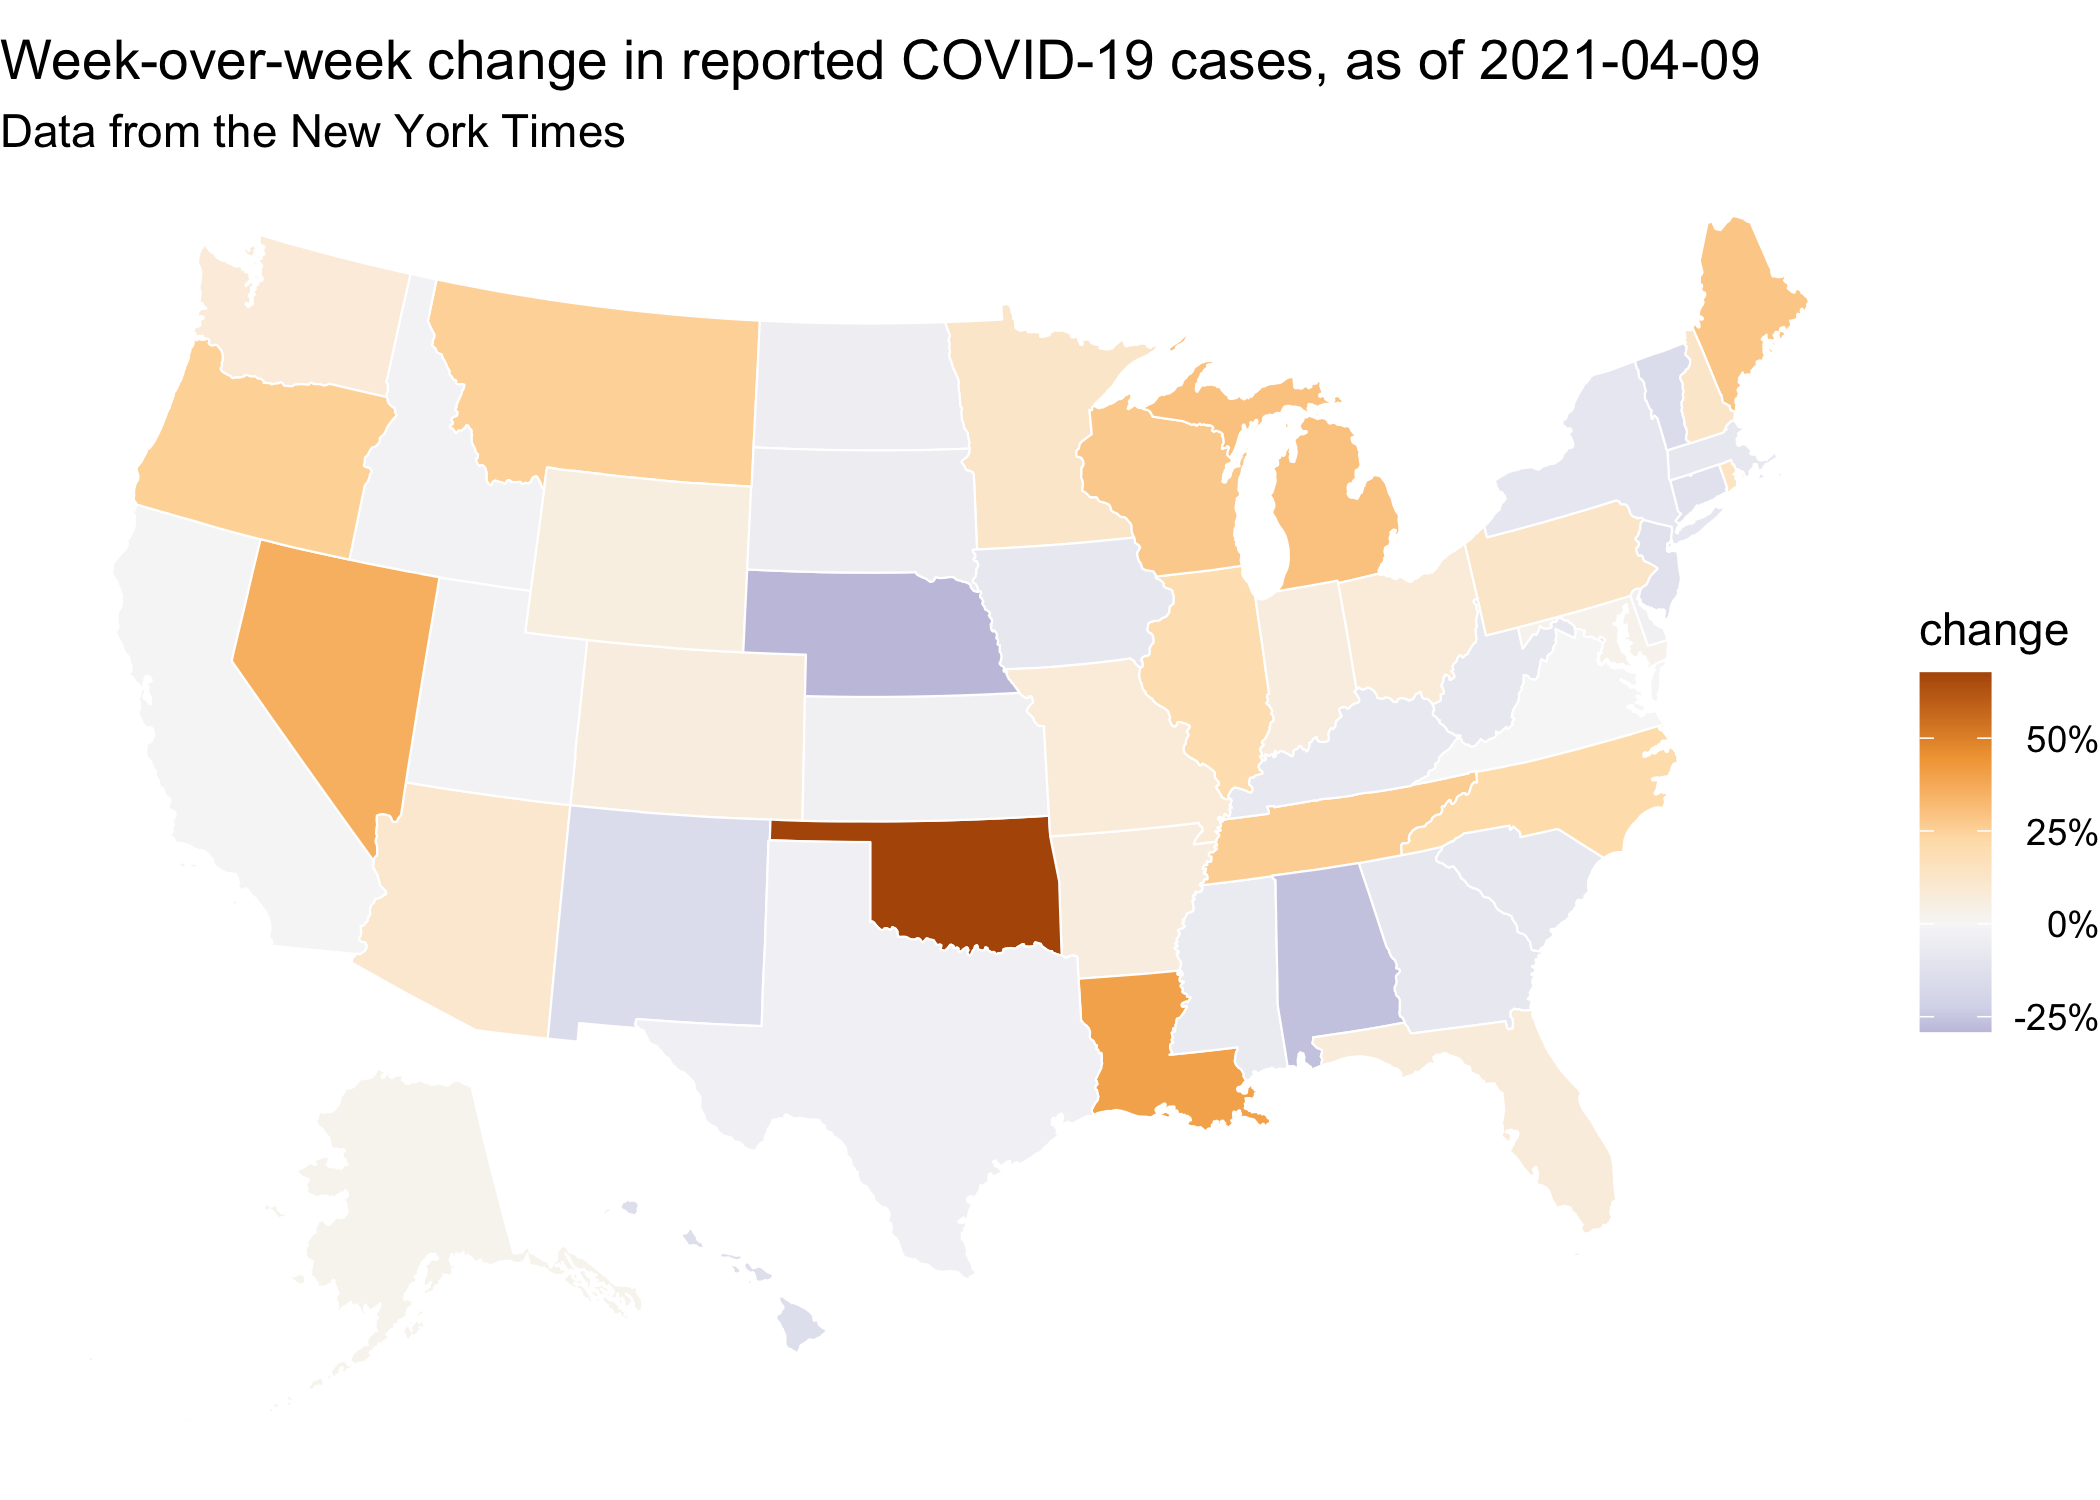 Week-over-week change in reported COVID-19 cases, as of 2021-04-09
Data from the New York Times
change
50%
25%
0%
-25%